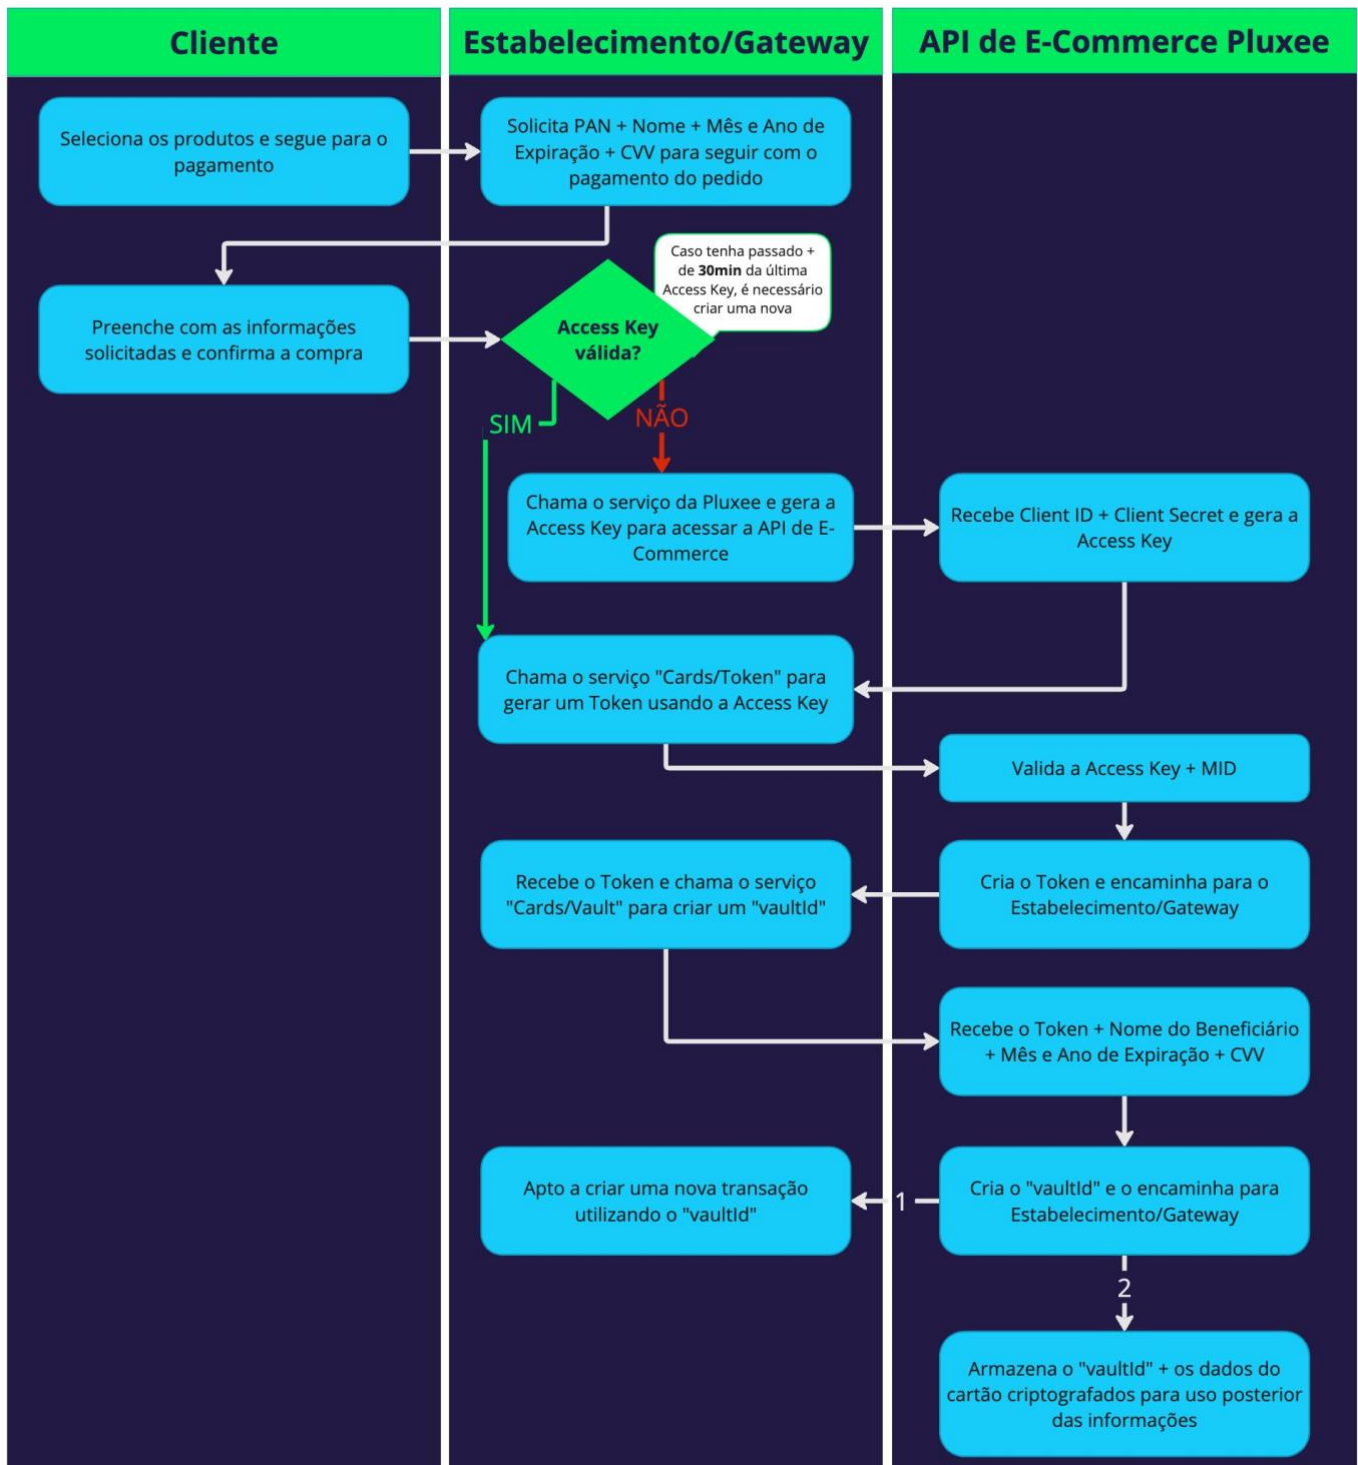 Cliente
Estabelecimento/Gateway
API de E-Commerce Pluxee
Seleciona os produtos e segue para o
pagamento
Solicita PAN + Nome + Mês e Ano de
Expiração + CVV para seguir com o
pagamento do pedido
Caso tenha passado +
de 30min da última
Access Key, é necessário
criar uma nova
Preenche com as informações
solicitadas e confirma a compra
Access Key
válida?
SIM
NÃO
Chama o serviço da Pluxee e gera a
Access Key para acessar a API de E-
Commerce
Recebe Client ID + Client Secret e gera a
Access Key
Chama o serviço "Cards/Token" para
gerar um Token usando a Access Key
Valida a Access Key + MID
Recebe o Token e chama o serviço
"Cards/Vault" para criar um "vaultId"
Cria o Token e encaminha para o
Estabelecimento/Gateway
Recebe o Token + Nome do Beneficiário
+ Mês e Ano de Expiração + CVV
Apto a criar uma nova transação
utilizando o "vaultId"
1
Cria o "vaultId" e o encaminha para
Estabelecimento/Gateway
2
Armazena o "vaultId" + os dados do
cartão criptografados para uso posterior
das informações